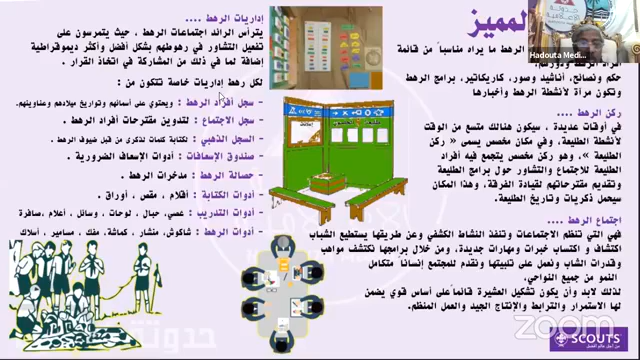 المميز
الرهط ما يراه مناسباً من قائمة
حكم ونصائح، أناشيد وصور، كاريكاتير، برامج الرهط
وتكون مرآة لأنشطة الرهط وأخبارها
ركن الرهط ....
في أوقات عديدة ، سيكون هنالك متسع من الوقت
لأنشطة الطليعة، وفي مكان مخصص يسمى « ركن
الطليعة »، وهو ركن مخصص يتجمع فيه أفراد
الطليعة للاجتماع والتشاور حول برامج الطليعة
وتقديم مقترحاتهم لقيادة الفرقة، وهذا المكان
سيحمل ذكريات وتاريخ الطليعة.
اجتماع الرهط ....
فهي التي تنظم الاجتماعات وتنفذ النشاط الكشفي وعن طريقها يستطيع الشباب
اكتشاف و اكتساب خبرات ومهارات جديدة، ومن خلال برامجها نكتشف مواهب
وقدرات الشاب ونعمل على تلبيتها ونقدم للمجتمع إنساناً متكامل
النمو من جميع النواحي.
لذلك لابد وأن يكون تشكيل العشيرة قائماً على أساس قوي يضمن
لها الاستمرار والترابط والإنتاج الجيد والعمل المنظم.
إداريات الرهط ....
يترأس الرائد اجتماعات الرهط ، حيث يتمرسون على
تفعيل التشاور في رهوطهم بشكل أفضل وأكثر ديموقراطية
إضافة لما في ذلك من المشاركة في اتخاذ القرار .
لكل رهط إداريات خاصة تتكون من :
- سجل أفراد الرهط : ويحتوي على أسمائهم وتواريخ ميلادهم وعناوينهم.
- سجل الاجتماع : لتدوين مقترحات أفراد الرهط .
- السجل الذهبي : لكتابة كلمات لذكرى من قبل ضيوف الرهط .
- صندوق الإسعافات : أدوات الإسعاف الضرورية .
- حصالة الرهط : مدخرات الرهط .
- أدوات الكتابة : أقلام ، مقص ، أوراق .
- أدوات التدريب : عصي، حبال ، لوحات ، وسائل ، أعلام ، صافرة
- أدوات الرهط : شاكوش ، منشار ، كماشة، مفك ، مسامير ، أسلاك
Hadouta Medi...
zoom
SCOUTS
حدوتة